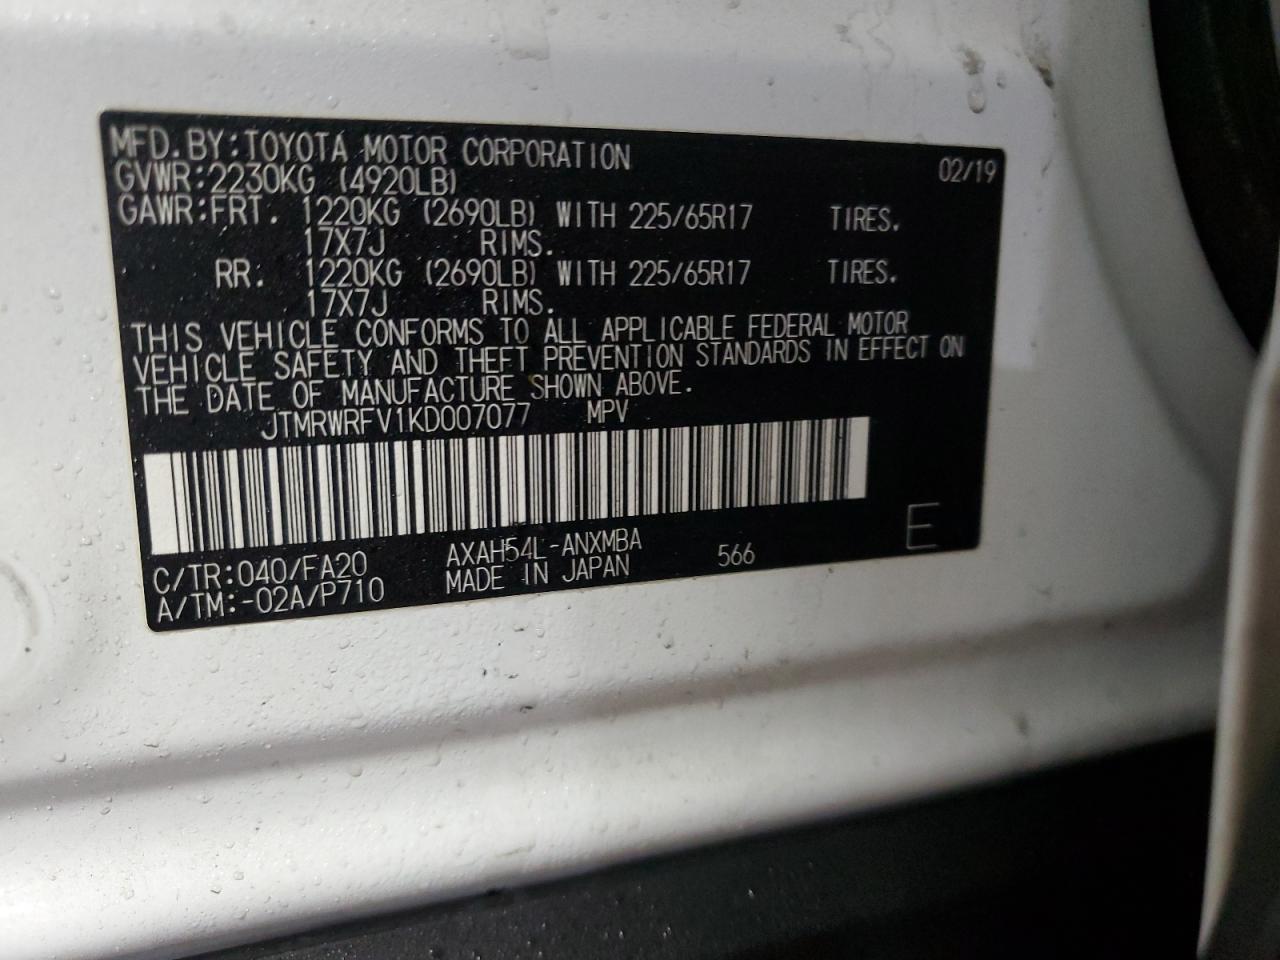 MFD. BY: TOYOTA MOTOR CORPORATION 02/19
GVWR: 2230KG (4920LB)
GAWR: FRT. 1220KG (2690LB) WITH 225/65R17 TIRES.
17X7J RIMS.
RR. 1220KG (2690LB) WITH 225/65R17 TIRES.
17X7J RIMS.
THIS VEHICLE CONFORMS TO ALL APPLICABLE FEDERAL MOTOR
VEHICLE SAFETY AND THEFT PREVENTION STANDARDS IN EFFECT ON
THE DATE OF MANUFACTURE SHOWN ABOVE.
JTMRWRFV1KD007077 MPV
C/TR: 040/FA20 AXAH54L-ANXMBA 566 E
A/TM: -02A/P710 MADE IN JAPAN